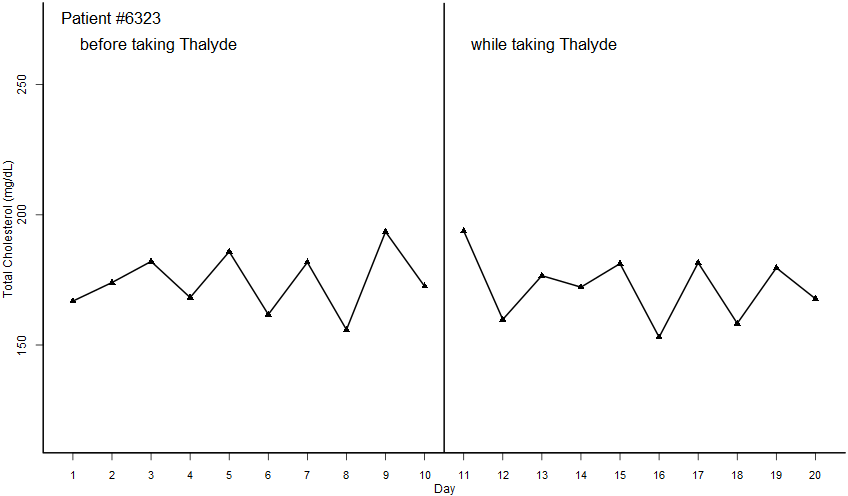 Patient #6323
before taking Thalyde
while taking Thalyde
Total Cholesterol (mg/dL)
250
200
150
1 2 3 4 5 6 7 8 9 10 11 12 13 14 15 16 17 18 19 20
Day